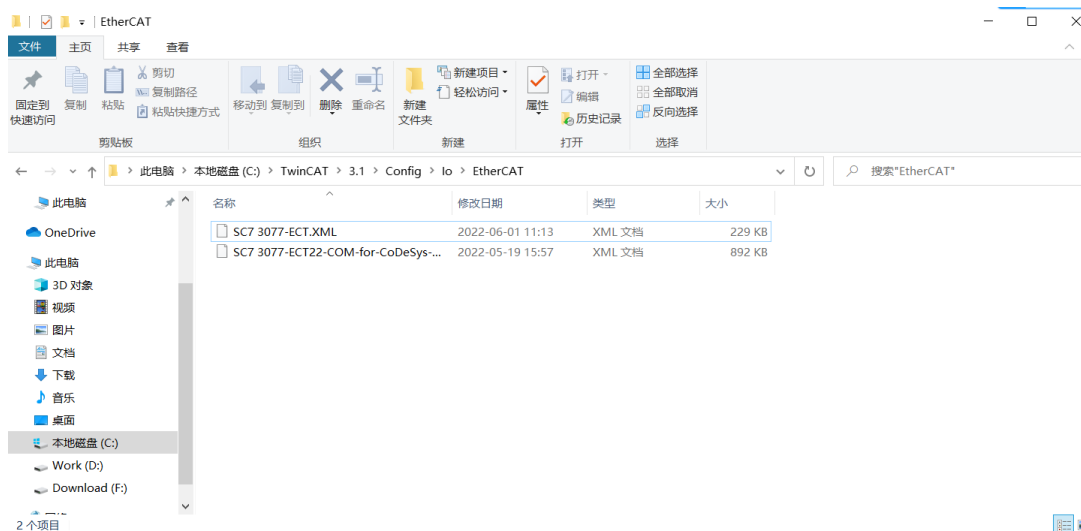 EtherCAT
文件 主页 共享 查看
固定到
快速访问
复制
粘贴
剪切
复制路径
粘贴快捷方式
移动到
复制到
删除
重命名
新建
文件夹
新建项目
轻松访问
属性
打开
编辑
历史记录
全部选择
全部取消
反向选择
剪贴板 组织 新建 打开 选择
此电脑 > 本地磁盘 (C:) > TwinCAT > 3.1 > Config > Io > EtherCAT
搜索"EtherCAT"
名称 修改日期 类型 大小
SC7 3077-ECT.XML 2022-06-01 11:13 XML 文档 229 KB
SC7 3077-ECT22-COM-for-CoDeSys-... 2022-05-19 15:57 XML 文档 892 KB
此电脑
OneDrive
此电脑
3D 对象
视频
图片
文档
下载
音乐
桌面
本地磁盘 (C:)
Work (D:)
Download (F:)
2 个项目